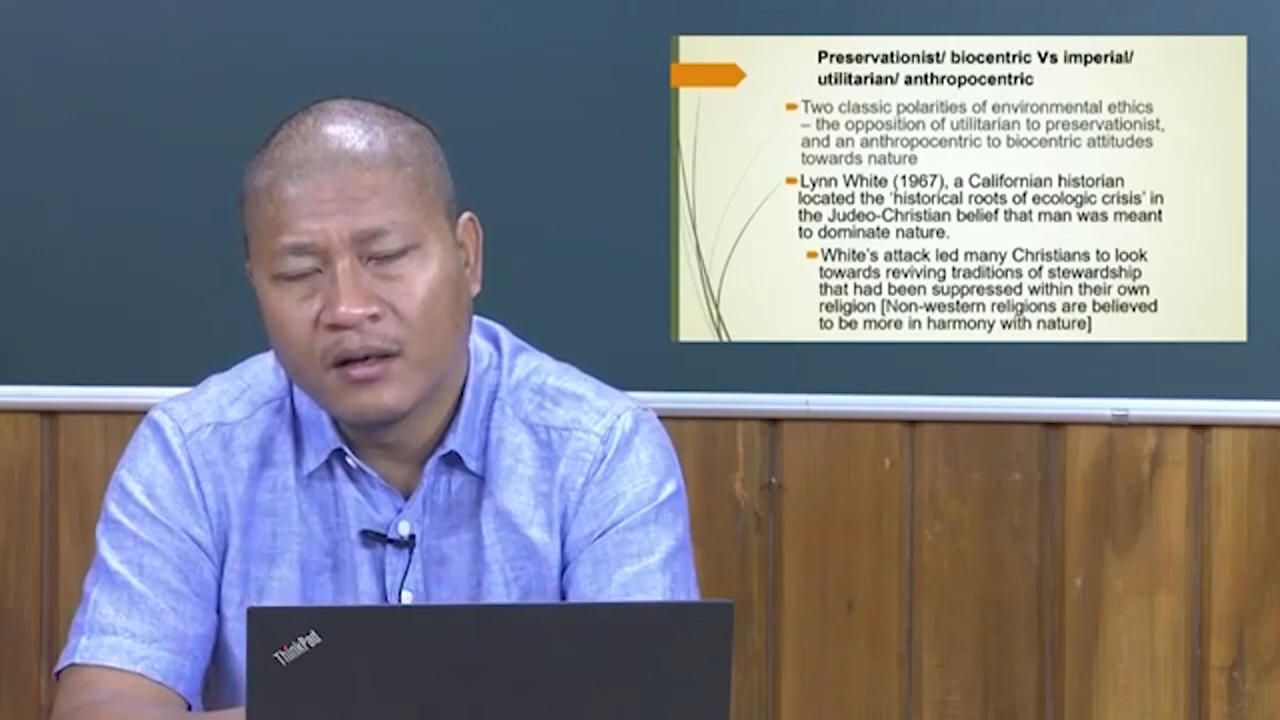 Preservationist/ biocentric Vs imperial/
utilitarian/ anthropocentric
Two classic polarities of environmental ethics
– the opposition of utilitarian to preservationist,
and an anthropocentric to biocentric attitudes
towards nature
Lynn White (1967), a Californian historian
located the ‘historical roots of ecologic crisis’ in
the Judeo-Christian belief that man was meant
to dominate nature.
White’s attack led many Christians to look
towards reviving traditions of stewardship
that had been suppressed within their own
religion [Non-western religions are believed
to be more in harmony with nature]
ThinkPad